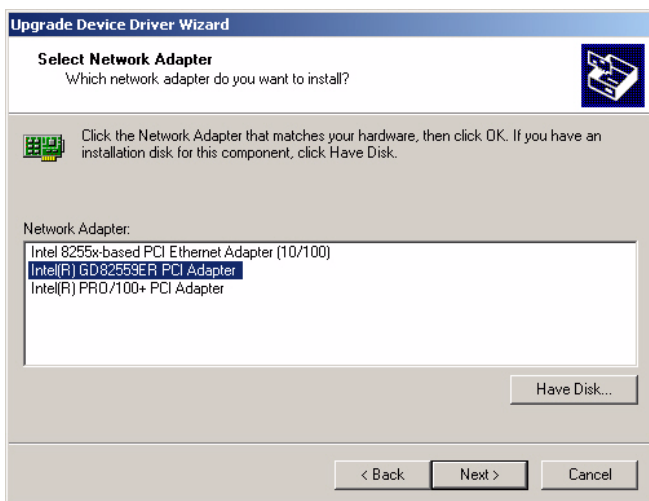 Upgrade Device Driver Wizard
Select Network Adapter
Which network adapter do you want to install?
Click the Network Adapter that matches your hardware, then click OK. If you have an
installation disk for this component, click Have Disk.
Network Adapter:
Intel 8255x-based PCI Ethernet Adapter (10/100)
Intel(R) GD82559ER PCI Adapter
Intel(R) PRO/100+ PCI Adapter
Have Disk...
< Back
Next >
Cancel